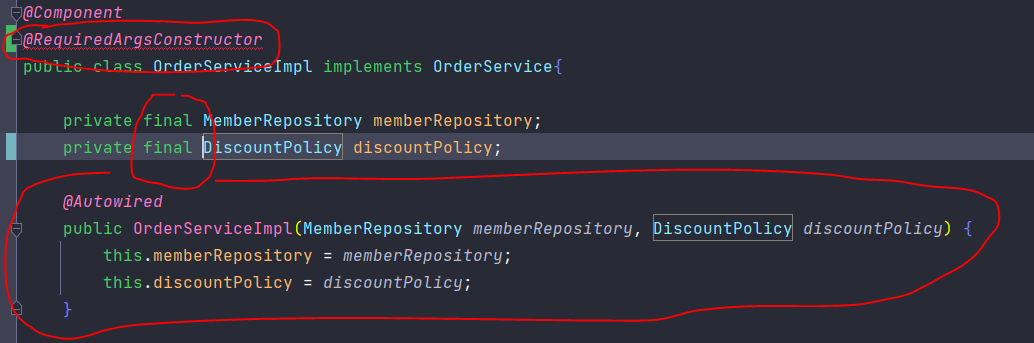 @Component
@RequiredArgsConstructor
public class OrderServiceImpl implements OrderService{
private final MemberRepository memberRepository;
private final DiscountPolicy discountPolicy;
@Autowired
public OrderServiceImpl(MemberRepository memberRepository, DiscountPolicy discountPolicy) {
this.memberRepository = memberRepository;
this.discountPolicy = discountPolicy;
}